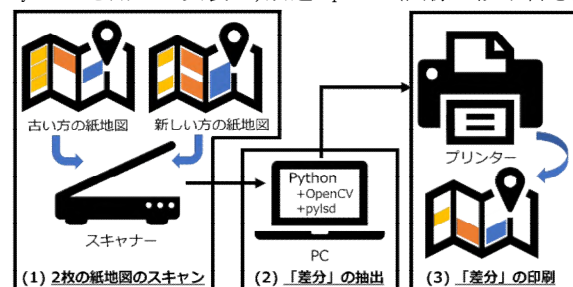 古い方の紙地図
新しい方の紙地図
スキャナー
(1) 2枚の紙地図のスキャン
Python
+OpenCV
+pylsd
PC
(2) 「差分」の抽出
プリンター
(3) 「差分」の印刷